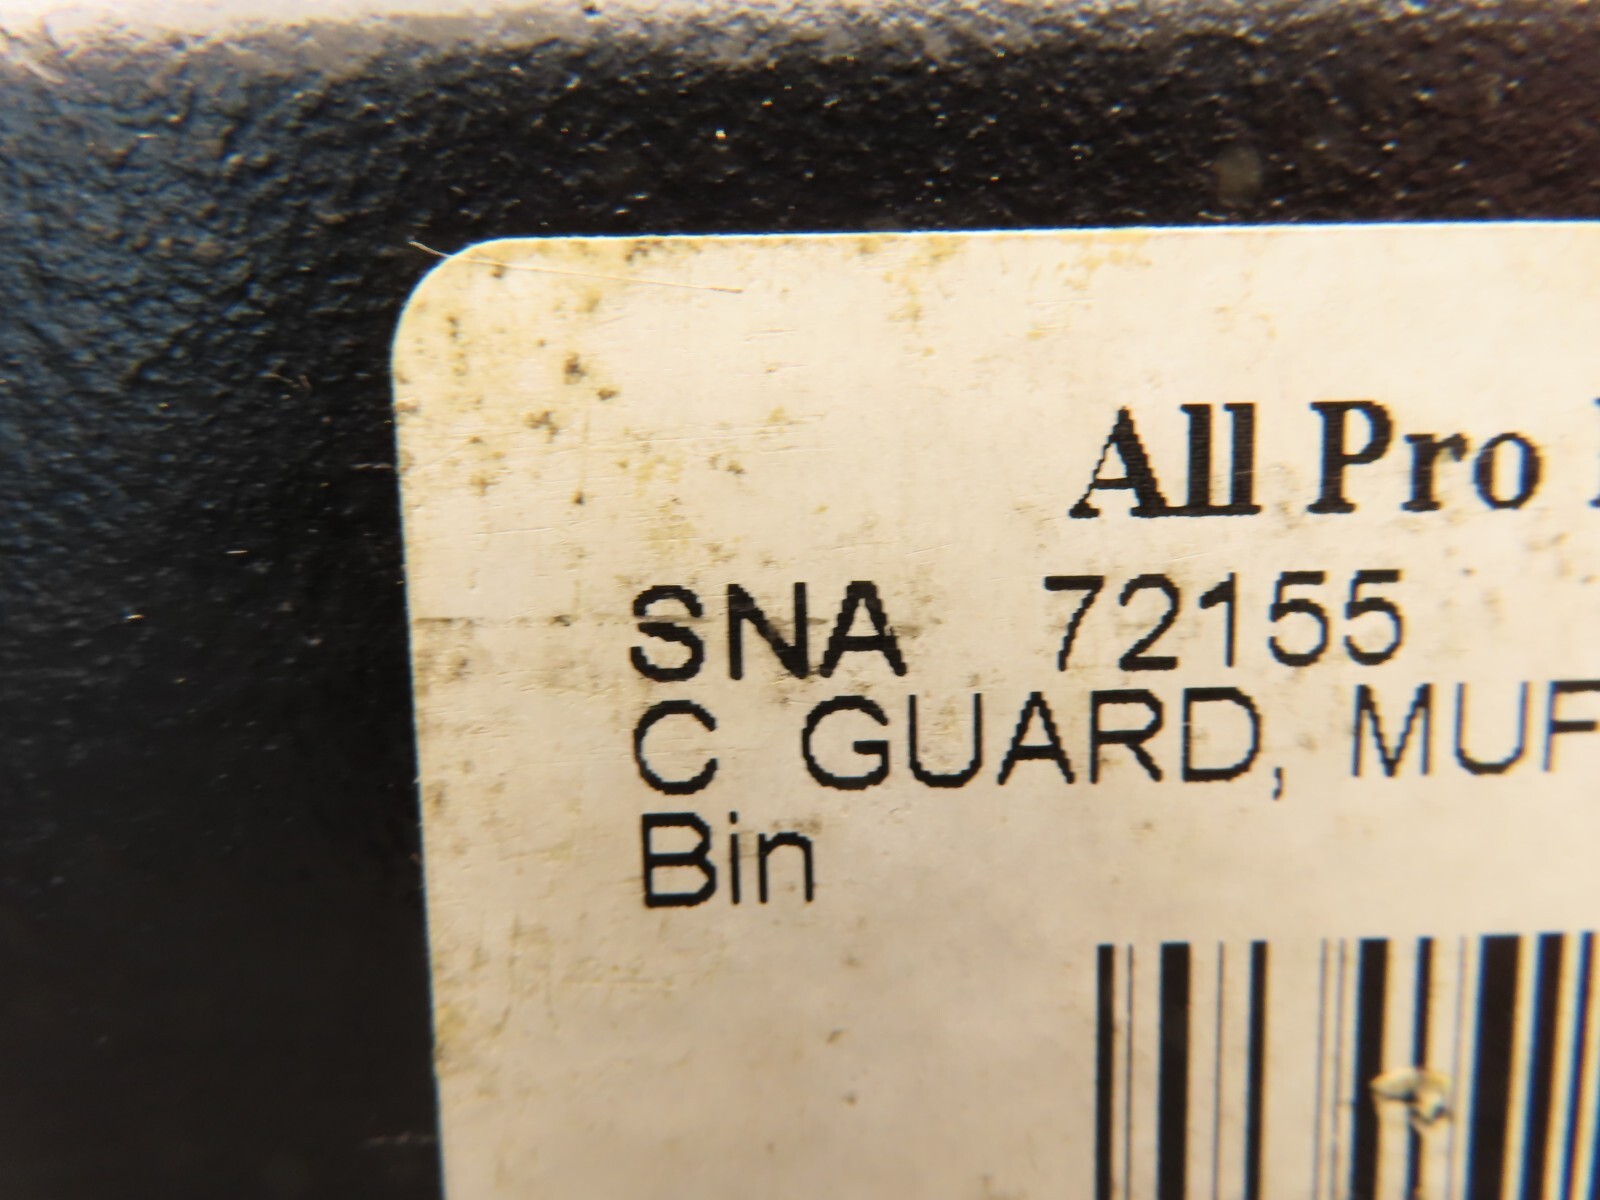 All Pro
SNA 72155
C GUARD, MUF
Bin